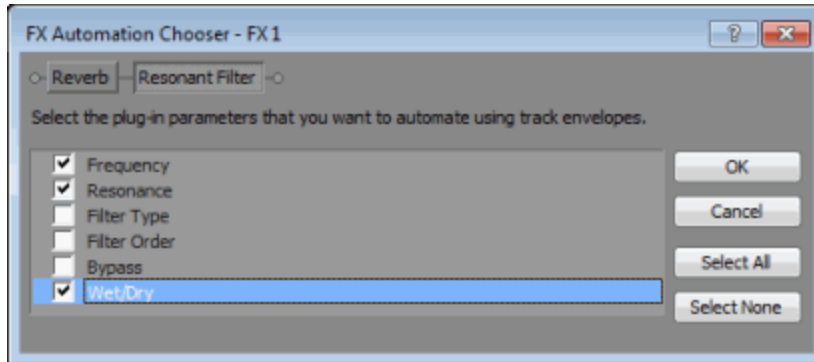 FX Automation Chooser - FX 1
Reverb Resonant Filter
Select the plug-in parameters that you want to automate using track envelopes.
Frequency
Resonance
Filter Type
Filter Order
Bypass
Wet/Dry
OK
Cancel
Select All
Select None